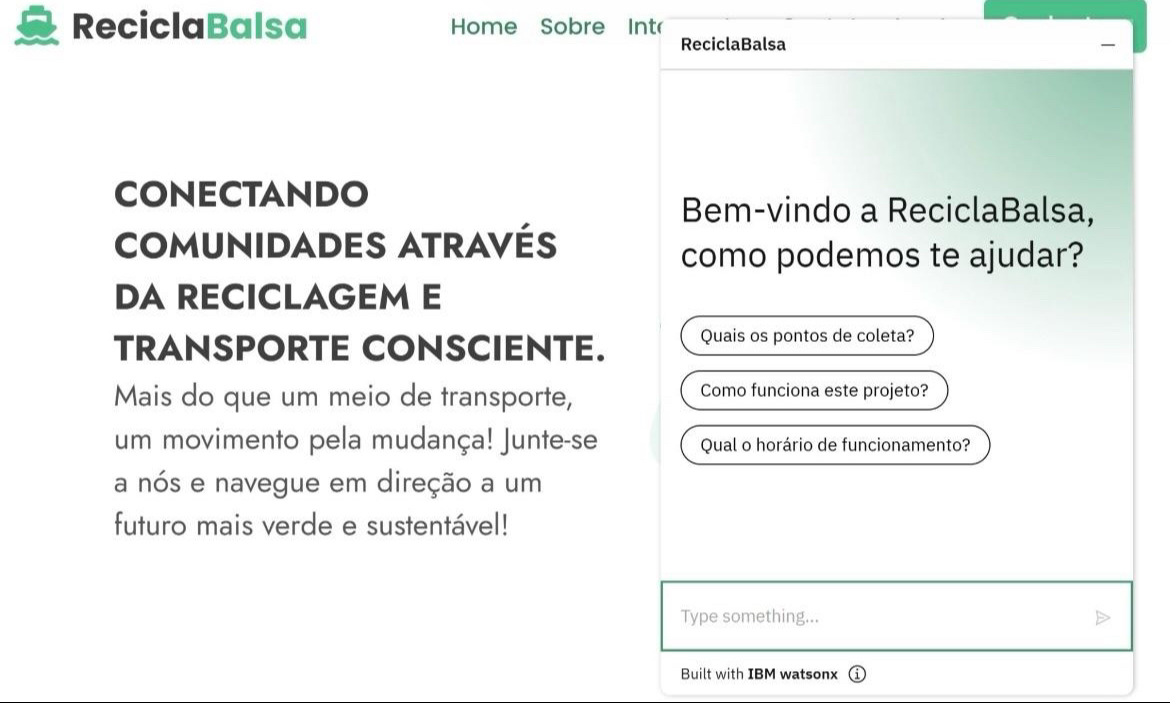 ReciclaBalsa
Home Sobre
ReciclaBalsa
CONECTANDO
COMUNIDADES ATRAVÉS
DA RECICLAGEM E
TRANSPORTE CONSCIENTE.
Mais do que um meio de transporte,
um movimento pela mudança! Junte-se
a nós e navegue em direção a um
futuro mais verde e sustentável!
Bem-vindo a ReciclaBalsa,
como podemos te ajudar?
Quais os pontos de coleta?
Como funciona este projeto?
Qual o horário de funcionamento?
Type something...
Built with IBM watsonx